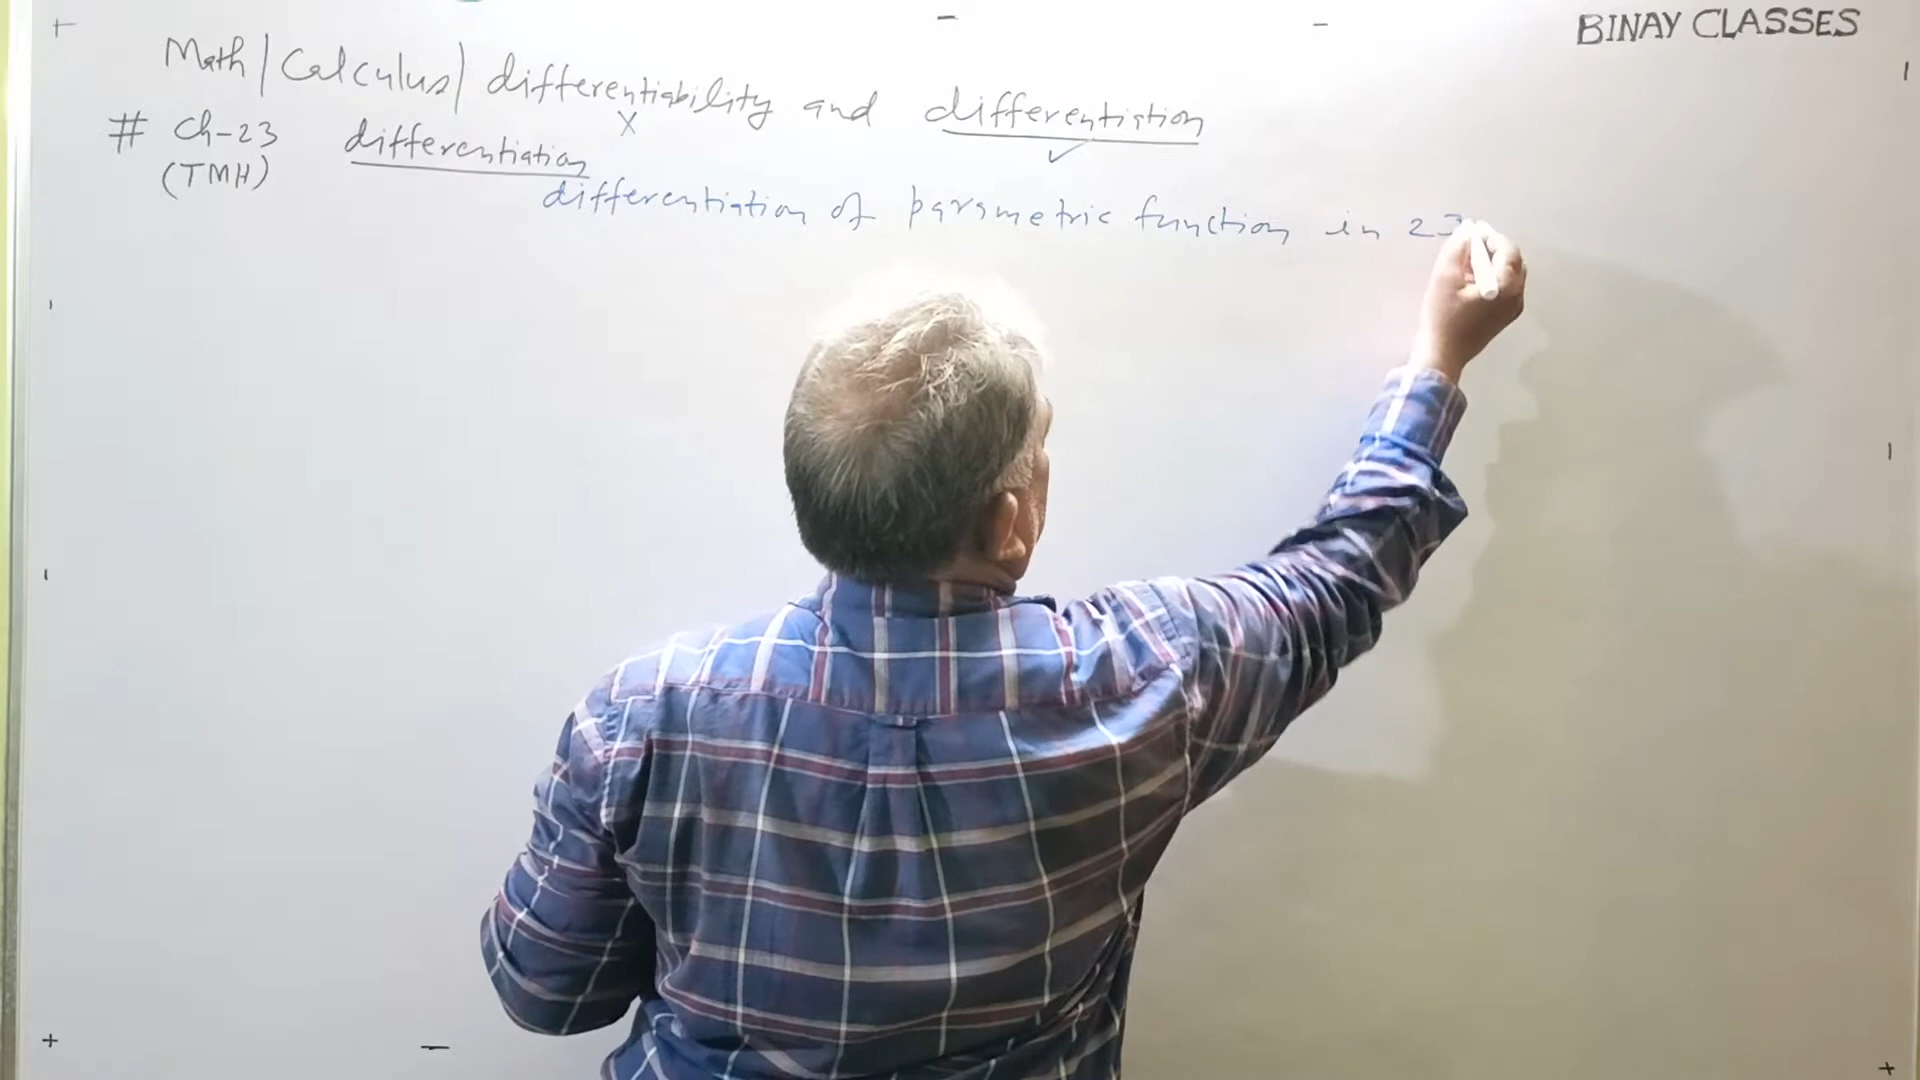 BINAY CLASSES
Math/Calculus/differentiability and differentiation
# Ch-23 differentiation
(TMH)
differentiation of parametric function in 23